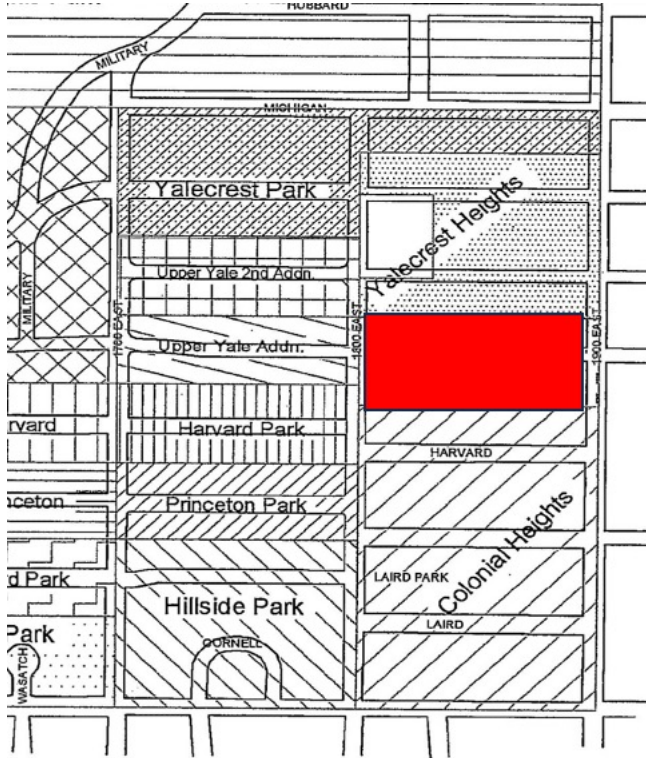 HUBBARD
MILITARY
MICHIGAN
Yalecrest Park
Yalecrest Heights
Upper Yale 2nd Addn.
MILITARY
1700 EAST
1800 EAST
1900 EAST
Upper Yale Addn.
rvard
Harvard Park
HARVARD
nceton
Princeton Park
Colonial Heights
d Park
LAIRD PARK
Hillside Park
LAIRD
Park
CORNELL
WASATCH